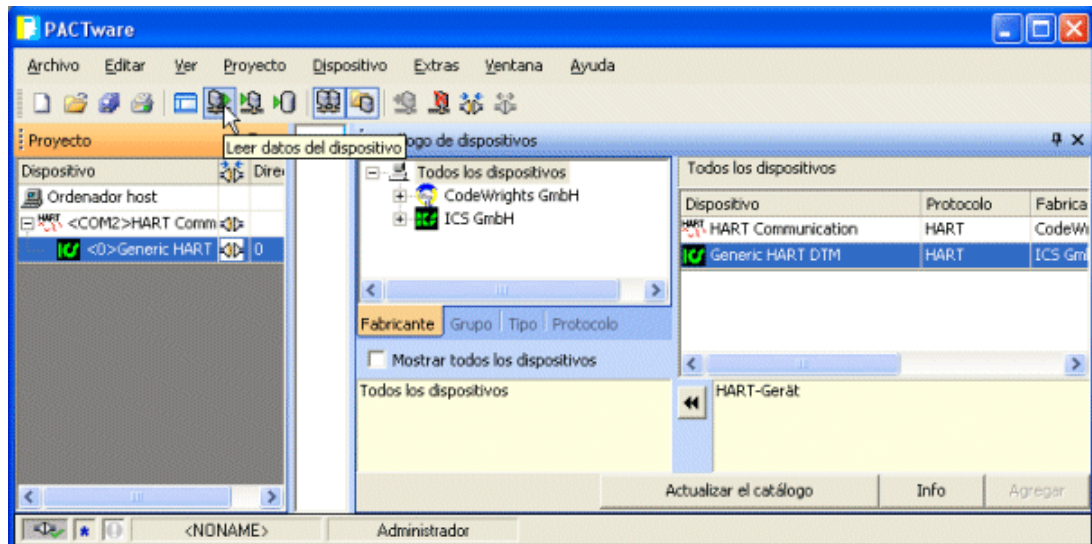 PACTware
Archivo Editar Ver Proyecto Dispositivo Extras Ventana Ayuda
Proyecto
Leer datos del dispositivo
ogo de dispositivos
Dispositivo Dire
Ordenador host
<COM2>HART Comm
<0>Generic HART 0
Todos los dispositivos
CodeWrights GmbH
ICS GmbH
Fabricante Grupo Tipo Protocolo
Mostrar todos los dispositivos
Todos los dispositivos
Todos los dispositivos
Dispositivo Protocolo Fabrica
HART Communication HART CodeW
Generic HART DTM HART ICS Gm
HART-Gerät
Actualizar el catálogo Info Agregar
<NONAME> Administrador